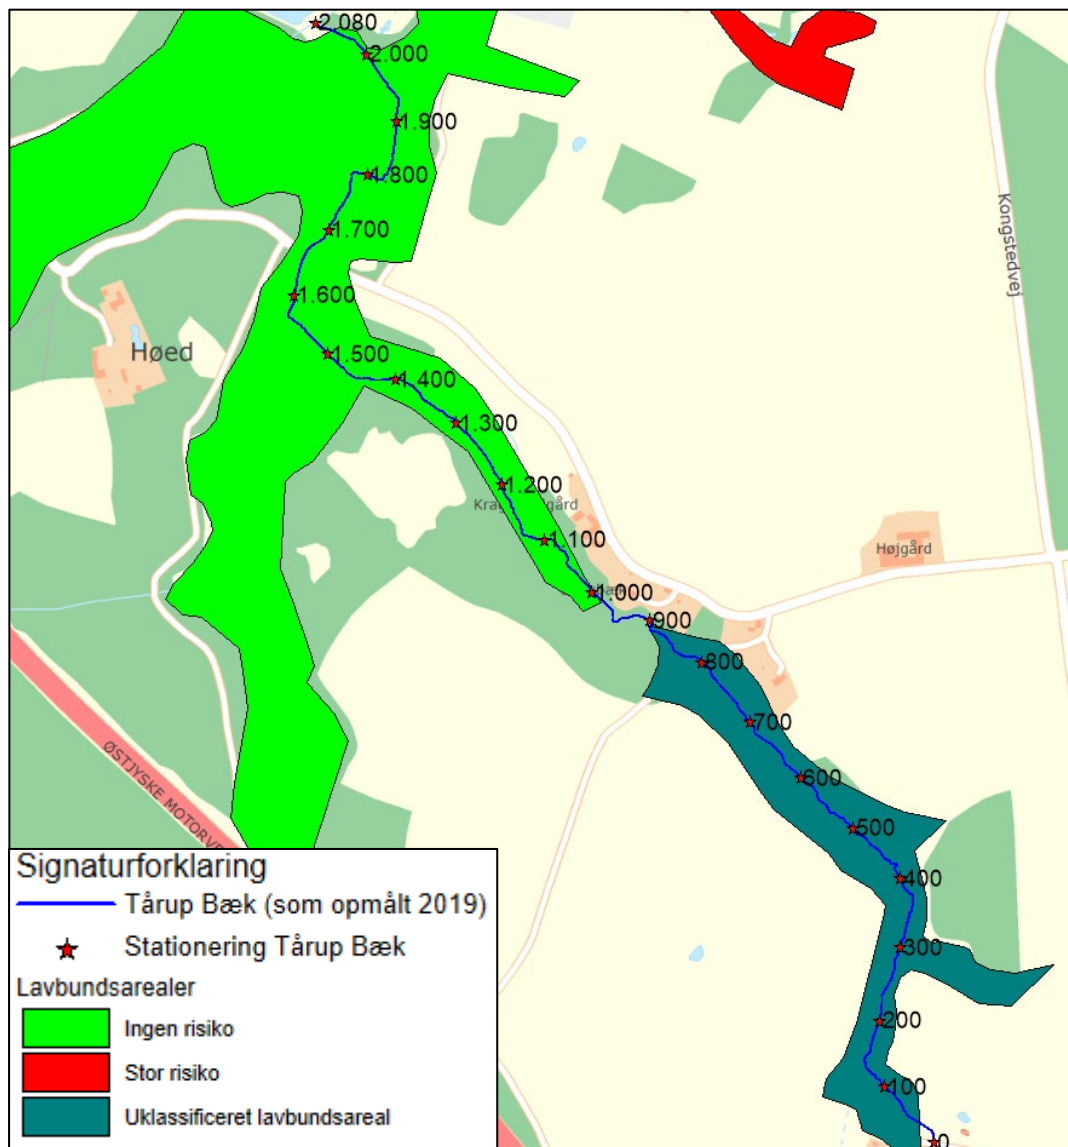 2.080
2.000
1.900
1.800
1.700
Kongstedvej
1.600
Høed
1.500
1.400
1.300
1.200
1.100
Højgård
1.000
900
800
700
ØSTJYSKE
600
500
400
300
200
100
0
Signaturforklaring
Tårup Bæk (som opmålt 2019)
Stationering Tårup Bæk
Lavbundsarealer
Ingen risiko
Stor risiko
Uklassificeret lavbundsareal